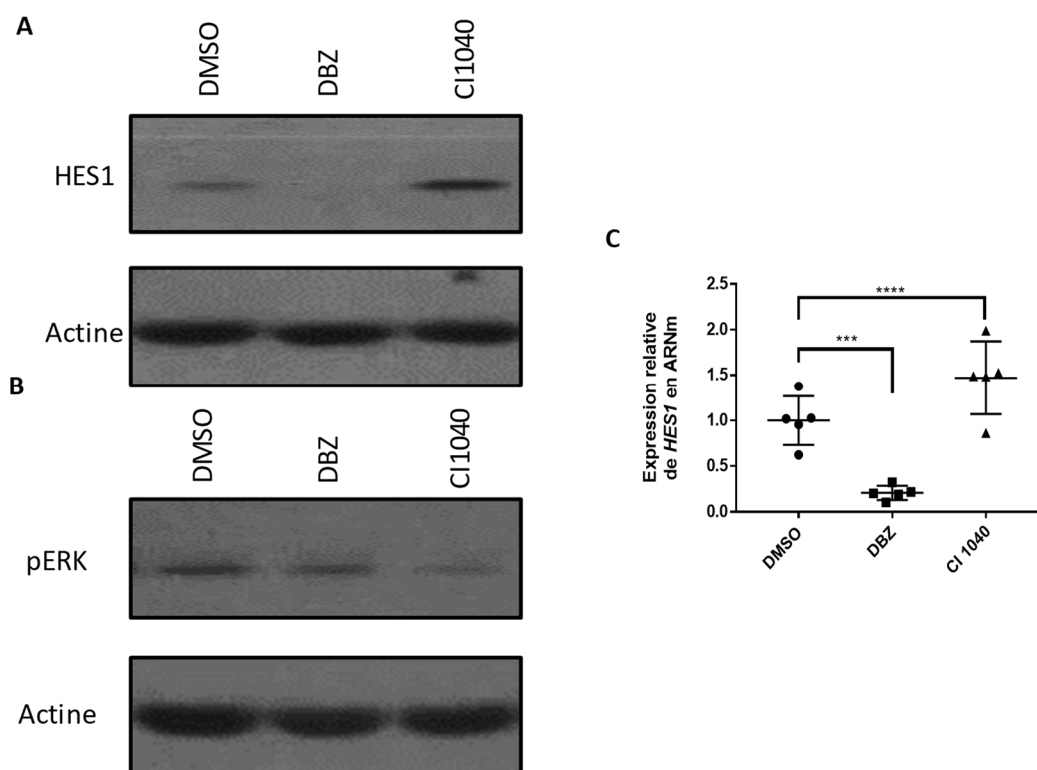 A
DMSO
DBZ
CI1040
HES1
Actine
B
DMSO
DBZ
CI1040
pERK
Actine
C
Expression relative
de HES1 en ARNm
2.5
2.0
1.5
1.0
0.5
0.0
****
***
DMSO
DBZ
CI 1040